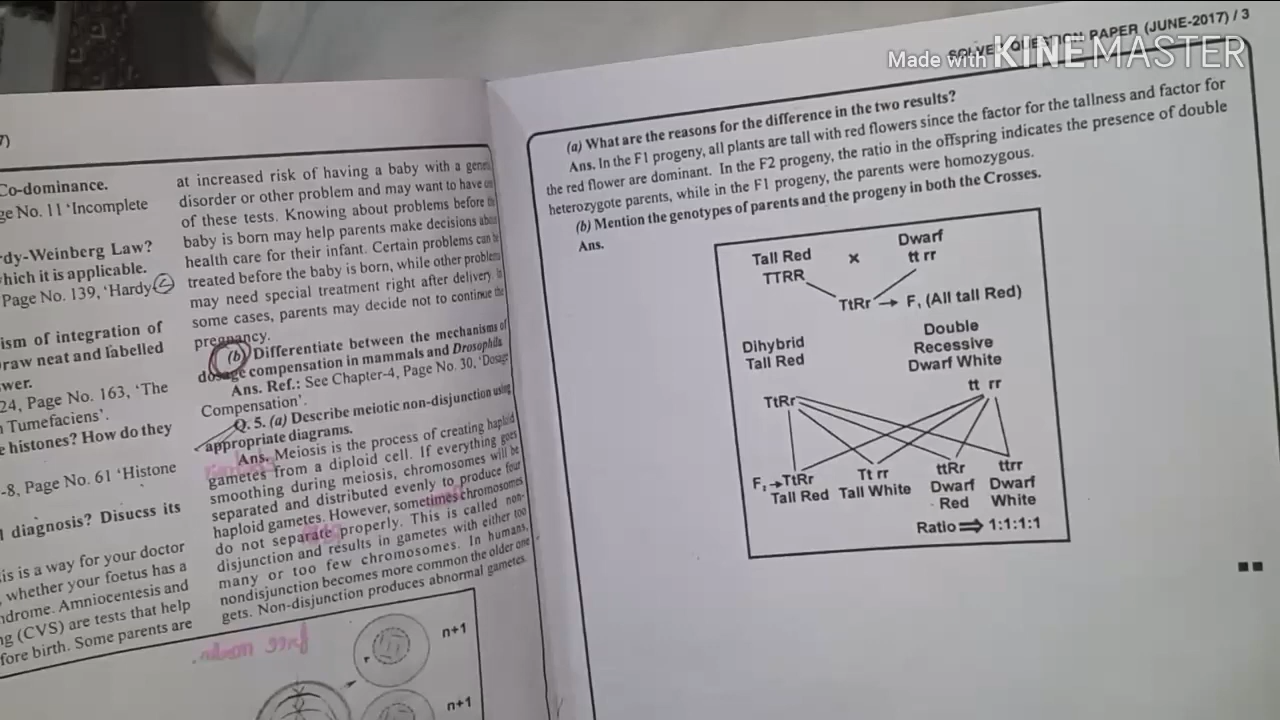 Made with KINEMASTER
SOLVED QUESTION PAPER (JUNE-2017) / 3
7)
Co-dominance.
ge No. 11 'Incomplete
rdy-Weinberg Law?
which it is applicable.
Page No. 139, 'Hardy
ism of integration of
raw neat and labelled
wer.
24, Page No. 163, 'The
n Tumefaciens'.
e histones? How do they
-8, Page No. 61 'Histone
l diagnosis? Disucss its
is is a way for your doctor
, whether your foetus has a
ndrome. Amniocentesis and
ng (CVS) are tests that help
fore birth. Some parents are
at increased risk of having a baby with a
disorder or other problem and may want to have
of these tests. Knowing about problems before
baby is born may help parents make decisions
health care for their infant. Certain problems can
treated before the baby is born, while other
may need special treatment right after delivery.
some cases, parents may decide not to continue the
pregnancy.
(b) Differentiate between the mechanisms of
dosage compensation in mammals and Drosophila
Ans. Ref.: See Chapter-4, Page No. 30, 'Dosage
Compensation'.
Q. 5. (a) Describe meiotic non-disjunction using
appropriate diagrams.
Ans. Meiosis is the process of creating haploid
gametes from a diploid cell. If everything goes
smoothing during meiosis, chromosomes will be
separated and distributed evenly to produce four
haploid gametes. However, sometimes chromosomes
do not separate properly. This is called non-
disjunction and results in gametes with either too
many or too few chromosomes. In humans,
nondisjunction becomes more common the older one
gets. Non-disjunction produces abnormal gametes.
n+1
n+1
(a) What are the reasons for the difference in the two results?
Ans. In the F1 progeny, all plants are tall with red flowers since the factor for the tallness and factor for
the red flower are dominant. In the F2 progeny, the ratio in the offspring indicates the presence of double
heterozygote parents, while in the F1 progeny, the parents were homozygous.
(b) Mention the genotypes of parents and the progeny in both the Crosses.
Ans.
Tall Red × Dwarf
TTRR tt rr
TtRr → F₁ (All tall Red)
Dihybrid
Tall Red
Double
Recessive
Dwarf White
TtRr tt rr
F₂ → TtRr Tt rr ttRr ttrr
Tall Red Tall White Dwarf Dwarf
Red White
Ratio ⇒ 1:1:1:1